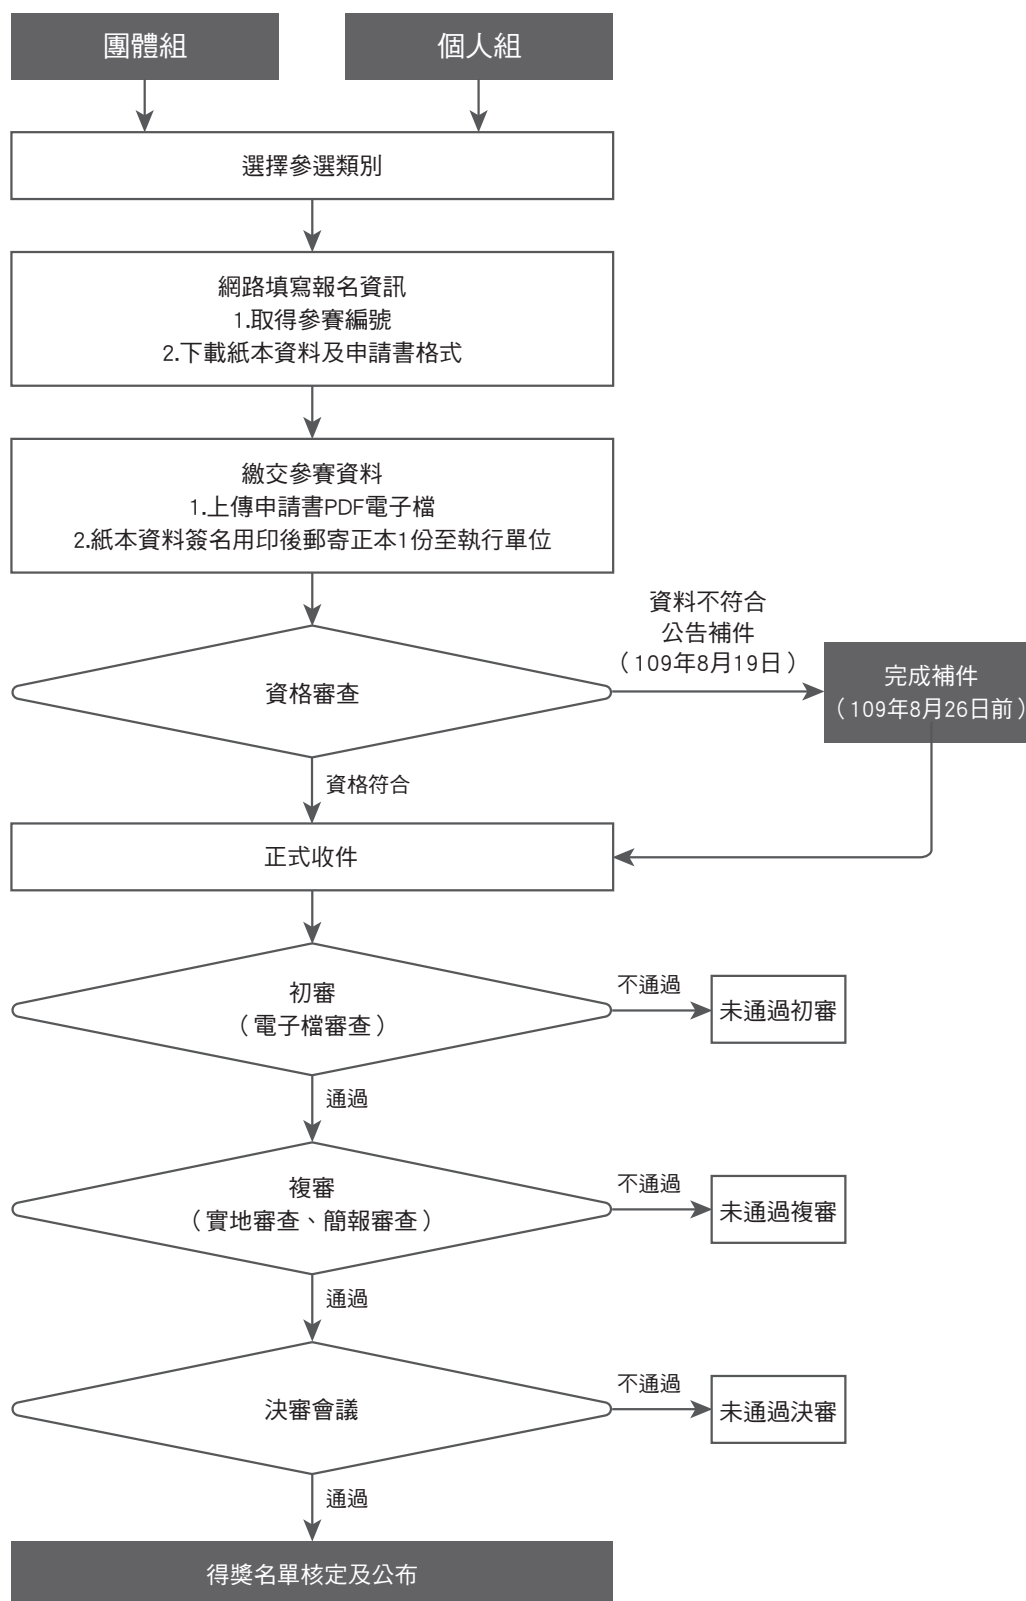 團體組
個人組
選擇參選類別
網路填寫報名資訊
1.取得參賽編號
2.下載紙本資料及申請書格式
繳交參賽資料
1.上傳申請書PDF電子檔
2.紙本資料簽名用印後郵寄正本1份至執行單位
資料不符合
公告補件
（109年8月19日）
資格審查
完成補件
（109年8月26日前）
資格符合
正式收件
初審
（電子檔審查）
不通過
未通過初審
通過
複審
（實地審查、簡報審查）
不通過
未通過複審
通過
決審會議
不通過
未通過決審
通過
得獎名單核定及公布